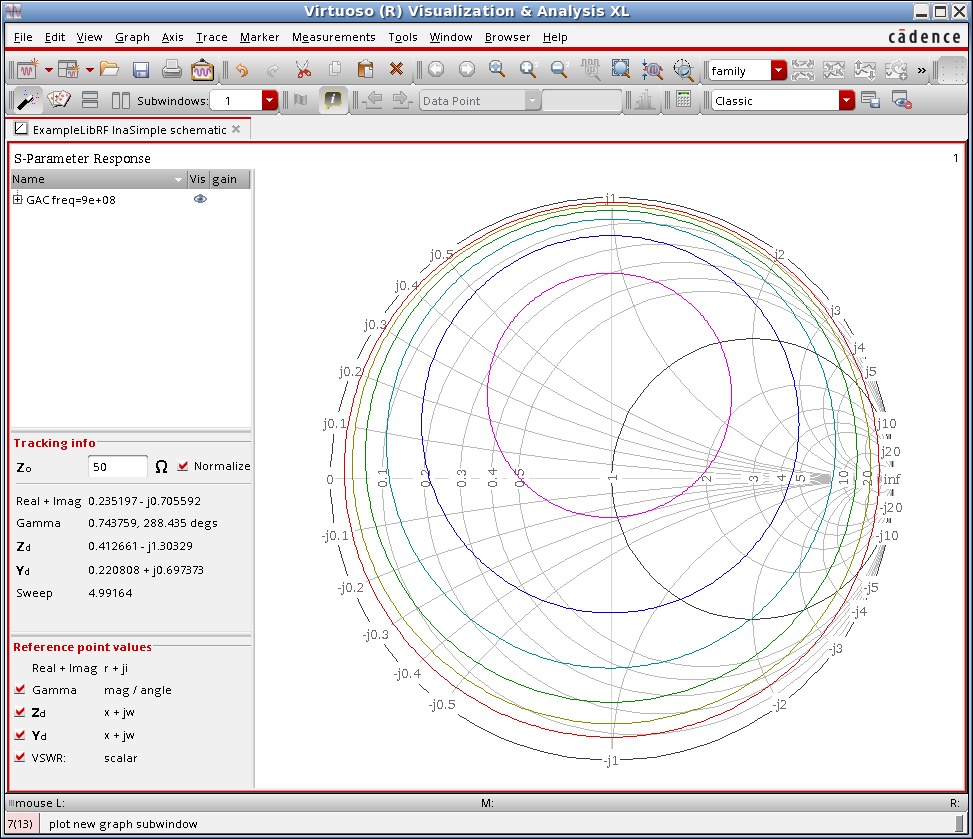 Virtuoso (R) Visualization & Analysis XL
File Edit View Graph Axis Trace Marker Measurements Tools Window Browser Help
cādence
family
»
Subwindows: 1
Data Point
Classic
ExampleLibRF lnaSimple schematic
S-Parameter Response
1
Name Vis gain
GAC freq=9e+08
Tracking info
Zo 50 Ω Normalize
Real + Imag 0.235197 - j0.705592
Gamma 0.743759, 288.435 degs
Zd 0.412661 - j1.30329
Yd 0.220808 + j0.697373
Sweep 4.99164
Reference point values
Real + Imag r + ji
Gamma mag / angle
Zd x + jw
Yd x + jw
VSWR: scalar
j1
j0.5
j2
j0.4
j3
j0.3
j4
j0.2
j5
j0.1
j10
j20
0 0.1 0.2 0.3 0.4 0.5 1 2 3 4 5 10 20 inf
-j20
-j0.1
-j10
-j0.2
-j5
-j4
-j0.3
-j3
-j0.4
-j0.5
-j2
-j1
mouse L: M: R:
7(13) plot new graph subwindow